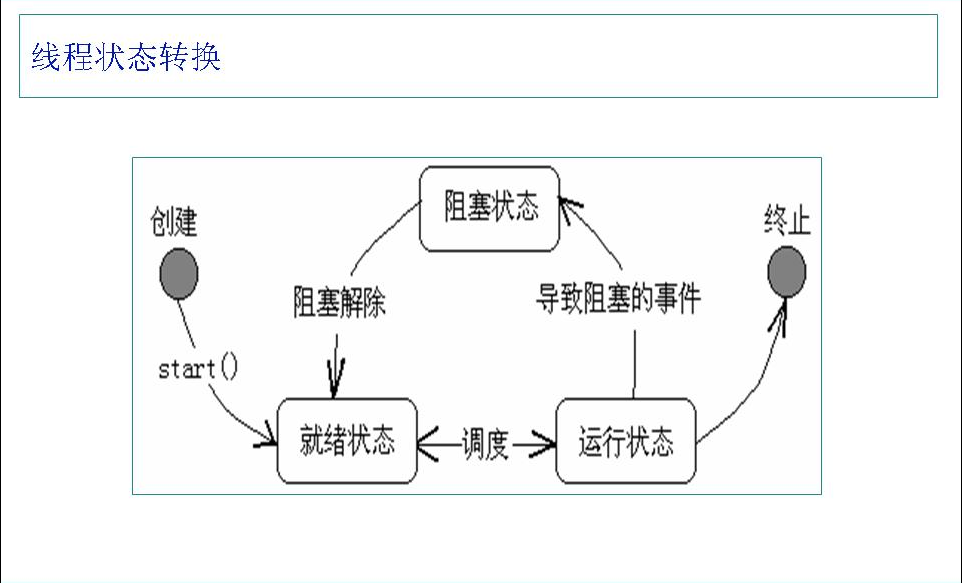 线程状态转换
阻塞状态
创建
终止
阻塞解除
导致阻塞的事件
start()
就绪状态
调度
运行状态